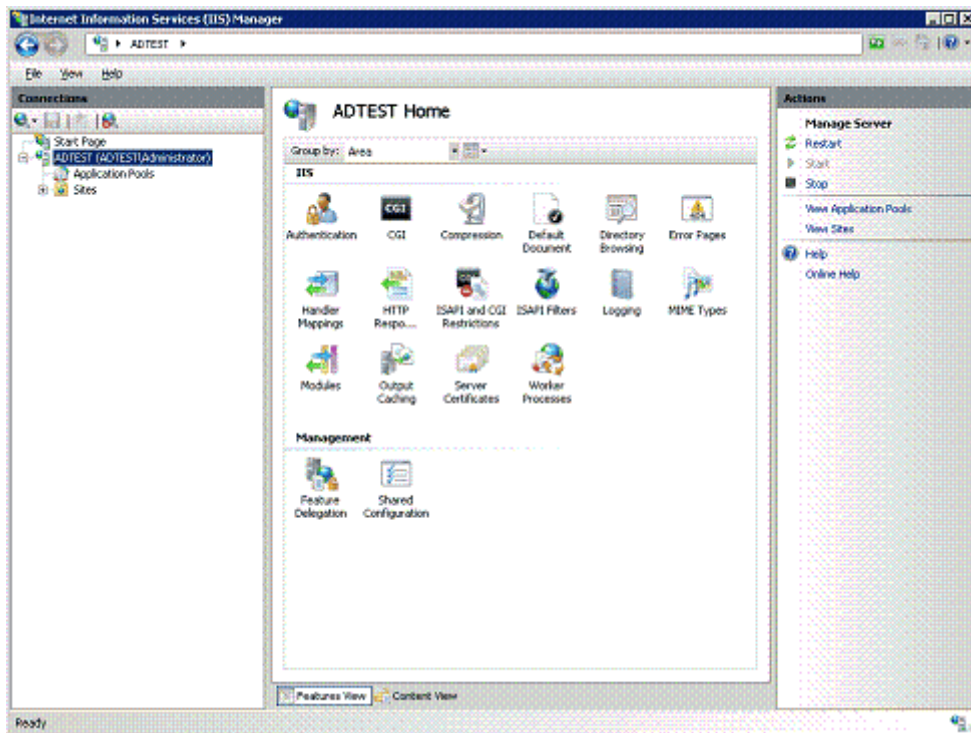 Internet Information Services (IIS) Manager
ADTEST
File View Help
Connections
Start Page
ADTEST (ADTEST\Administrator)
Application Pools
Sites
ADTEST Home
Group by: Area
IIS
Authentication
CGI
Compression
Default Document
Directory Browsing
Error Pages
Handler Mappings
HTTP Respo...
ISAPI and CGI Restrictions
ISAPI Filters
Logging
MIME Types
Modules
Output Caching
Server Certificates
Worker Processes
Management
Feature Delegation
Shared Configuration
Features View
Content View
Actions
Manage Server
Restart
Start
Stop
View Application Pools
View Sites
Help
Online Help
Ready